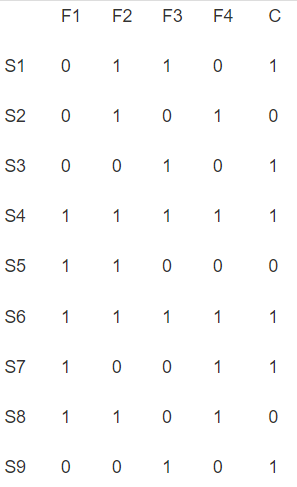 F1 F2 F3 F4 C
S1 0 1 1 0 1
S2 0 1 0 1 0
S3 0 0 1 0 1
S4 1 1 1 1 1
S5 1 1 0 0 0
S6 1 1 1 1 1
S7 1 0 0 1 1
S8 1 1 0 1 0
S9 0 0 1 0 1